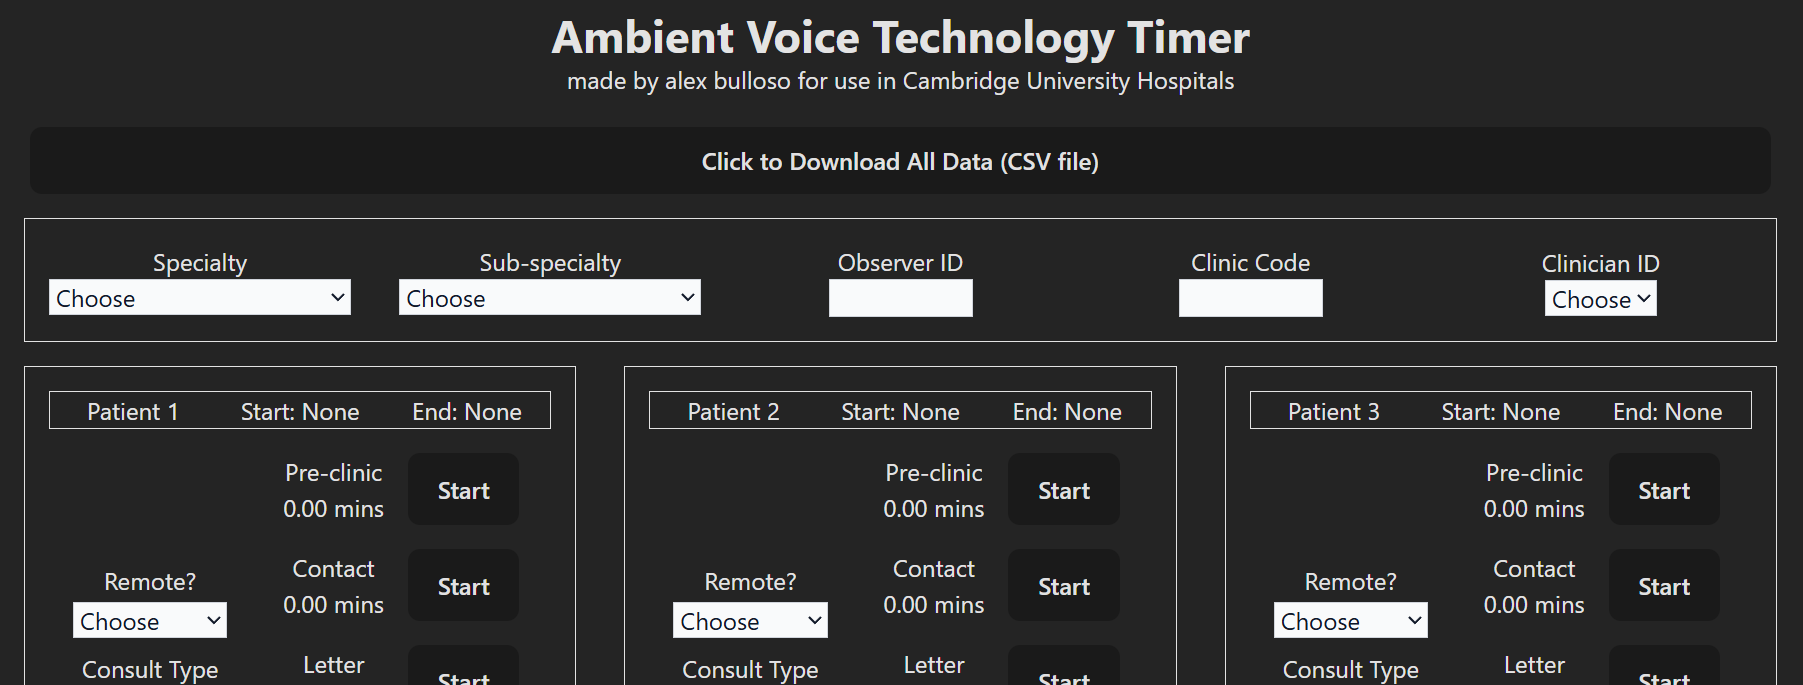 Ambient Voice Technology Timer
made by alex bulloso for use in Cambridge University Hospitals
Click to Download All Data (CSV file)
Specialty Sub-specialty Observer ID Clinic Code Clinician ID
Choose Choose Choose
Patient 1 Start: None End: None
Pre-clinic
0.00 mins
Start
Remote?
Choose
Contact
0.00 mins
Start
Consult Type
Letter
Start
Patient 2 Start: None End: None
Pre-clinic
0.00 mins
Start
Remote?
Choose
Contact
0.00 mins
Start
Consult Type
Letter
Start
Patient 3 Start: None End: None
Pre-clinic
0.00 mins
Start
Remote?
Choose
Contact
0.00 mins
Start
Consult Type
Letter
Start